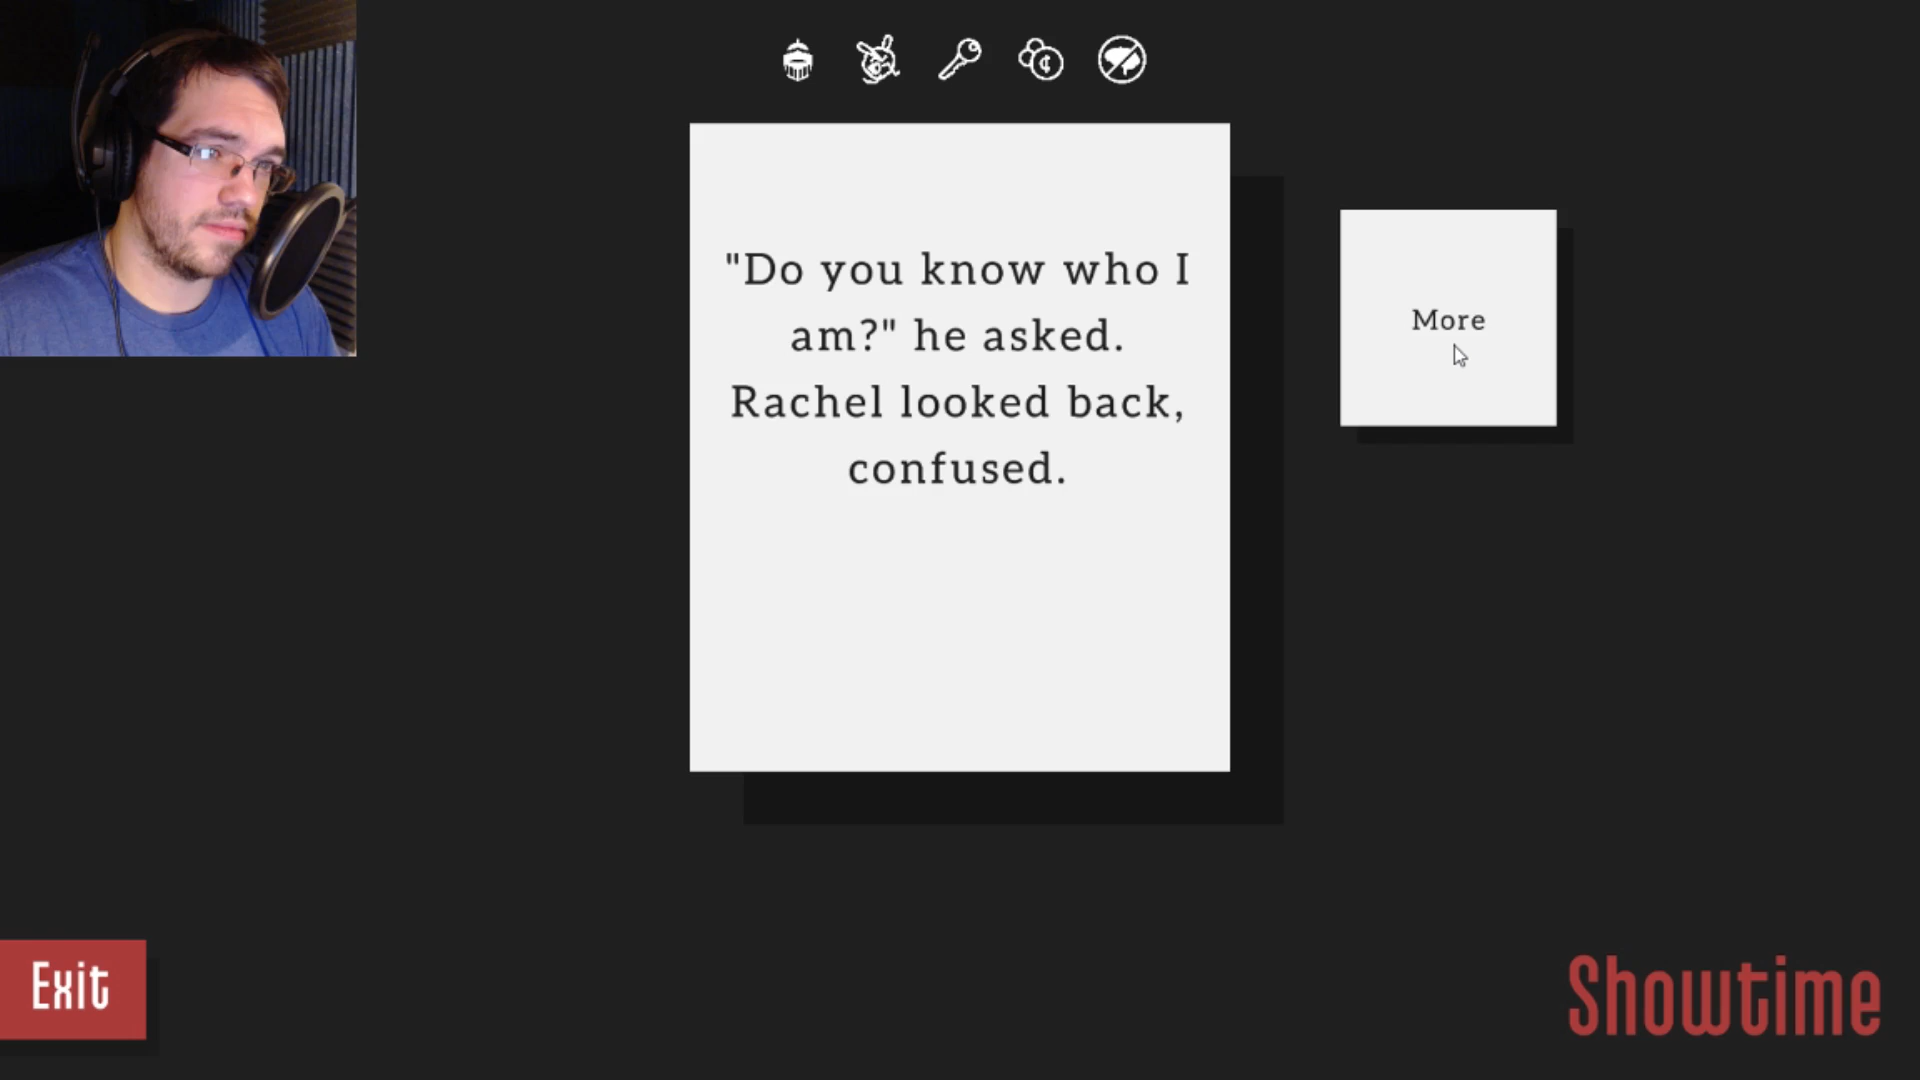 "Do you know who I
am?" he asked.
Rachel looked back,
confused.
More
Exit
Showtime